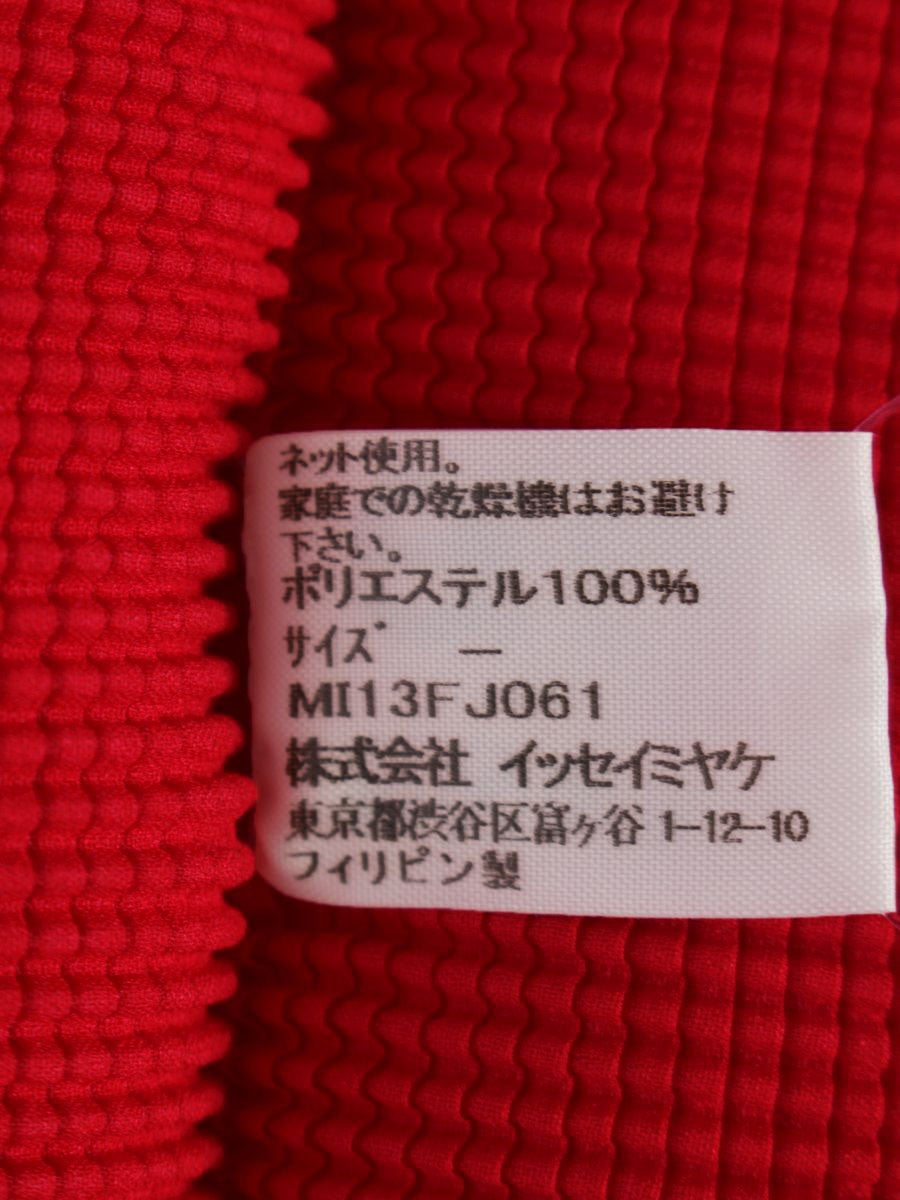 ネット使用。
家庭での乾燥機はお避け
下さい。
ポリエステル100%
サイズ ー
MI13FJ061
株式会社 イッセイミヤケ
東京都渋谷区富ヶ谷 1-12-10
フィリピン製